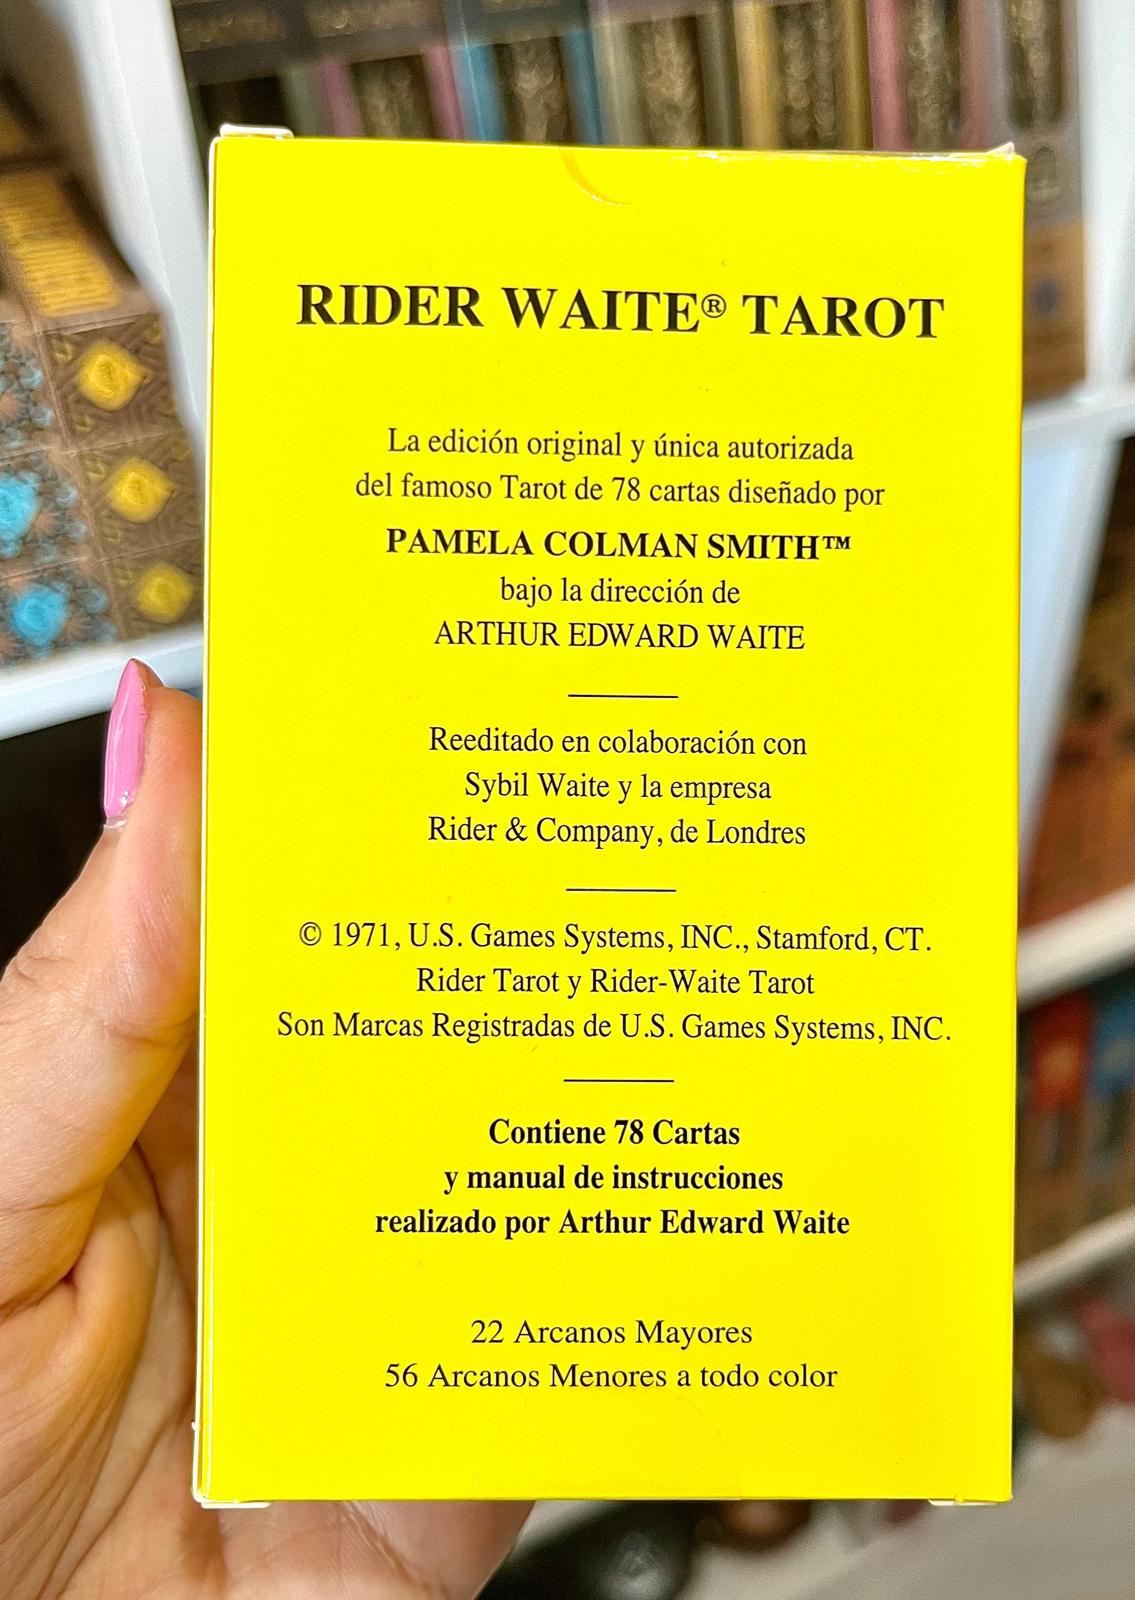 RIDER WAITE® TAROT
La edición original y única autorizada
del famoso Tarot de 78 cartas diseñado por
PAMELA COLMAN SMITH™
bajo la dirección de
ARTHUR EDWARD WAITE
Reeditado en colaboración con
Sybil Waite y la empresa
Rider & Company, de Londres
© 1971, U.S. Games Systems, INC., Stamford, CT.
Rider Tarot y Rider-Waite Tarot
Son Marcas Registradas de U.S. Games Systems, INC.
Contiene 78 Cartas
y manual de instrucciones
realizado por Arthur Edward Waite
22 Arcanos Mayores
56 Arcanos Menores a todo color